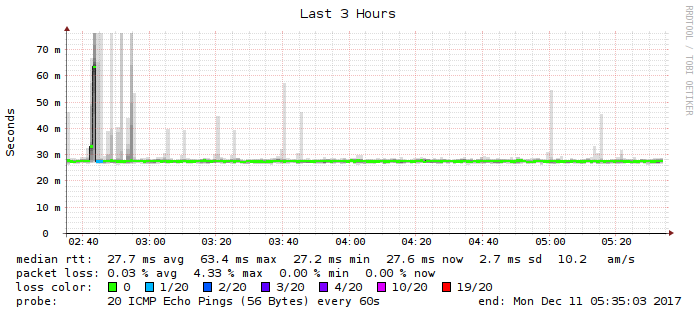 Last 3 Hours
RRDTOOL / TOBI OETIKER
Seconds
70 m
60 m
50 m
40 m
30 m
20 m
10 m
0
02:40 03:00 03:20 03:40 04:00 04:20 04:40 05:00 05:20
median rtt: 27.7 ms avg 63.4 ms max 27.2 ms min 27.6 ms now 2.7 ms sd 10.2 am/s
packet loss: 0.03 % avg 4.33 % max 0.00 % min 0.00 % now
loss color: 0 1/20 2/20 3/20 4/20 10/20 19/20
probe: 20 ICMP Echo Pings (56 Bytes) every 60s end: Mon Dec 11 05:35:03 2017